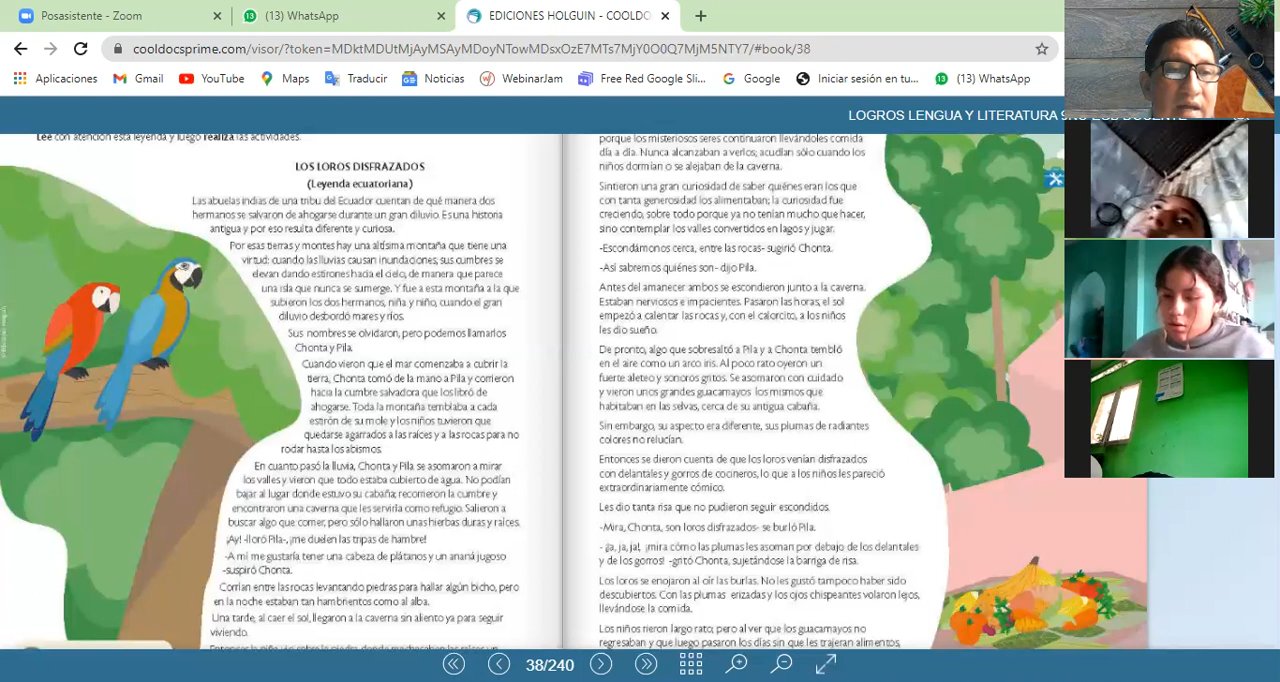 Posasistente - Zoom
(13) WhatsApp
EDICIONES HOLGUIN - COOLDO
cooldocsprime.com/visor/?token=MDktMDUtMjAyMSAyMDoyNTowMDsxOzE7MTs7MjY0O0Q7MjM5NTY7/#book/38
Aplicaciones
Gmail
YouTube
Maps
Traducir
Noticias
WebinarJam
Free Red Google Sli...
Google
Iniciar sesión en tu...
(13) WhatsApp
LOGROS LENGUA Y LITERATURA
Lee con atención esta leyenda y luego realiza las actividades.
LOS LOROS DISFRAZADOS
(Leyenda ecuatoriana)
Las abuelas indias de una tribu del Ecuador cuentan de qué manera dos
hermanos se salvaron de ahogarse durante un gran diluvio. Es una historia
antigua y por eso resulta diferente y curiosa.
Por esas tierras y montes hay una altísima montaña que tiene una
virtud: cuando las lluvias causan inundaciones, sus cumbres se
elevan dando estirones hacia el cielo, de manera que parece
una isla que nunca se sumerge. Y fue a esta montaña a la que
subieron los dos hermanos, niña y niño, cuando el gran
diluvio desbordó mares y ríos.
Sus nombres se olvidaron, pero podemos llamarlos
Chonta y Pila.
Cuando vieron que el mar comenzaba a cubrir la
tierra, Chonta tomó de la mano a Pila y corrieron
hacia la cumbre salvadora que los libró de
ahogarse. Toda la montaña temblaba a cada
estirón de su mole y los niños tuvieron que
quedarse agarrados a las raíces y a las rocas para no
rodar hasta los abismos.
En cuanto pasó la lluvia, Chonta y Pila se asomaron a mirar
los valles y vieron que todo estaba cubierto de agua. No podían
bajar al lugar donde estuvo su cabaña; recorrieron la cumbre y
encontraron una caverna que les serviría como refugio. Salieron a
buscar algo que comer, pero sólo hallaron unas hierbas duras y raíces.
¡Ay! -lloró Pila-, ¡me duelen las tripas de hambre!
-A mí me gustaría tener una cabeza de plátanos y un ananá jugoso
-suspiró Chonta.
Corrían entre las rocas levantando piedras para hallar algún bicho, pero
en la noche estaban tan hambrientos como al alba.
Una tarde, al caer el sol, llegaron a la caverna sin aliento ya para seguir
viviendo.
porque los misteriosos seres continuaron llevándoles comida
día a día. Nunca alcanzaban a verlos; acudían sólo cuando los
niños dormían o se alejaban de la caverna.
Sintieron una gran curiosidad de saber quiénes eran los que
con tanta generosidad los alimentaban; la curiosidad fue
creciendo, sobre todo porque ya no tenían mucho que hacer,
sino contemplar los valles convertidos en lagos y jugar.
-Escondámonos cerca, entre las rocas- sugirió Chonta.
-Así sabremos quiénes son- dijo Pila.
Antes del amanecer ambos se escondieron junto a la caverna.
Estaban nerviosos e impacientes. Pasaron las horas, el sol
empezó a calentar las rocas y, con el calorcito, a los niños
les dio sueño.
De pronto, algo que sobresaltó a Pila y a Chonta tembló
en el aire como un arco iris. Al poco rato oyeron un
fuerte aleteo y sonoros gritos. Se asomaron con cuidado
y vieron unos grandes guacamayos los mismos que
habitaban en las selvas, cerca de su antigua cabaña.
Sin embargo, su aspecto era diferente, sus plumas de radiantes
colores no relucían.
Entonces se dieron cuenta de que los loros venían disfrazados
con delantales y gorros de cocineros, lo que a los niños les pareció
extraordinariamente cómico.
Les dio tanta risa que no pudieron seguir escondidos.
-Mira, Chonta, son loros disfrazados- se burló Pila.
- ¡Ja, ja, ja!, ¡mira cómo las plumas les asoman por debajo de los delantales
y de los gorros! -gritó Chonta, sujetándose la barriga de risa.
Los loros se enojaron al oír las burlas. No les gustó tampoco haber sido
descubiertos. Con las plumas erizadas y los ojos chispeantes volaron lejos,
llevándose la comida.
Los niños rieron largo rato; pero al ver que los guacamayos no
regresaban y que luego pasaron los días sin que les trajeran alimentos,
38/240